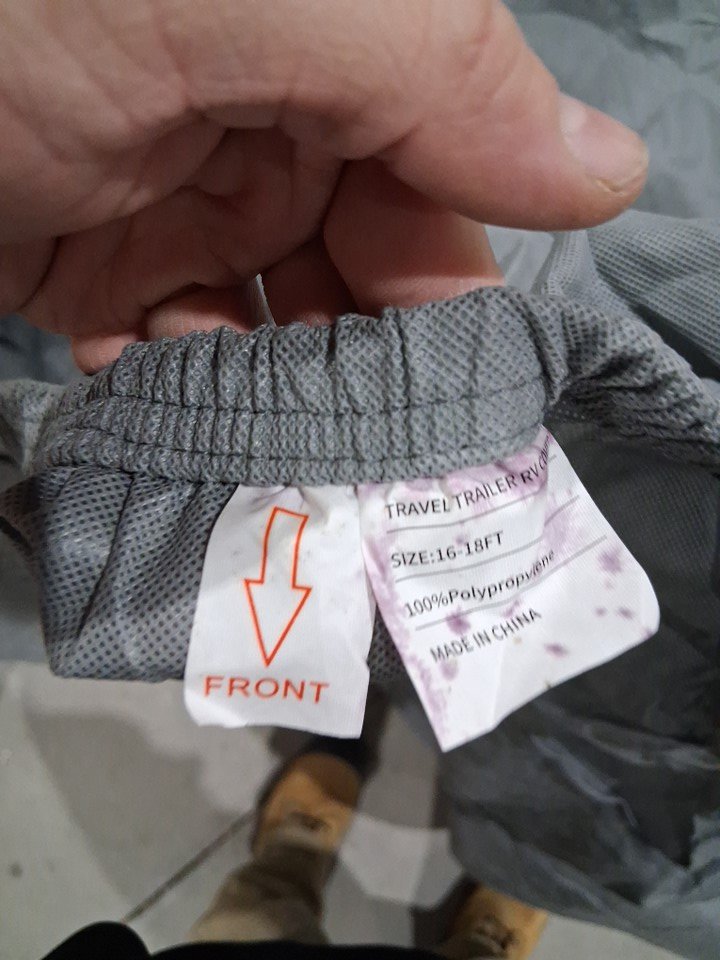 FRONT
TRAVEL TRAILER RV
SIZE:16-18FT
100%Polypropylene
MADE IN CHINA